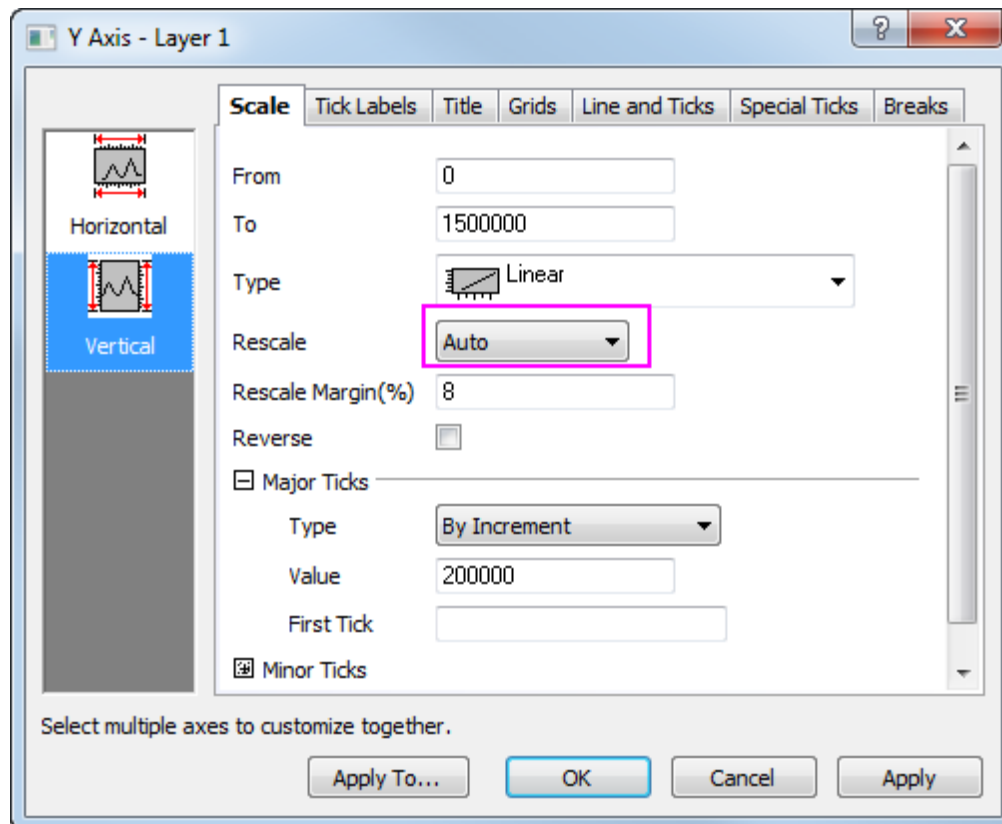 Y Axis - Layer 1
Scale Tick Labels Title Grids Line and Ticks Special Ticks Breaks
Horizontal
Vertical
From 0
To 1500000
Type Linear
Rescale Auto
Rescale Margin(%) 8
Reverse
Major Ticks
Type By Increment
Value 200000
First Tick
Minor Ticks
Select multiple axes to customize together.
Apply To... OK Cancel Apply